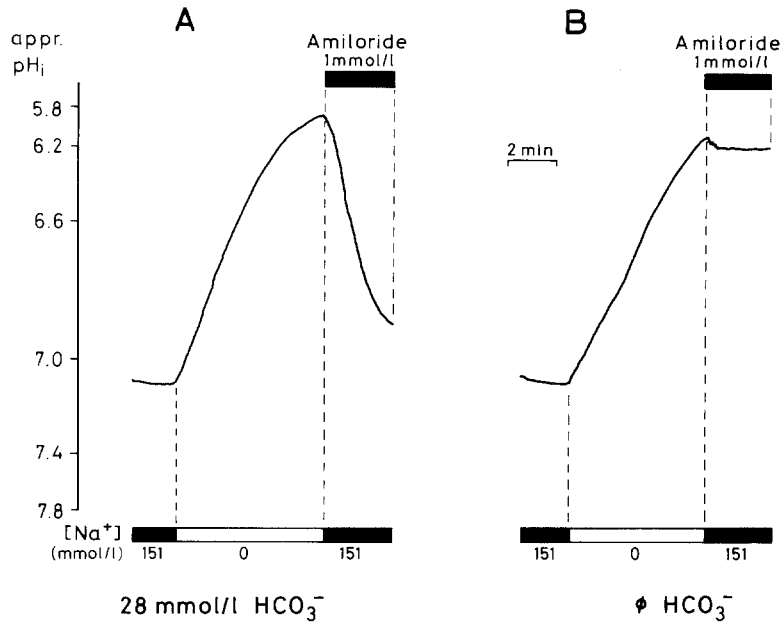 A
appr.
pHi
Amiloride
1mmol/l
5.8
6.2
6.6
7.0
7.4
7.8
[Na⁺]
(mmol/l)
151
0
151
28 mmol/l HCO₃⁻
B
Amiloride
1mmol/l
2 min
151
0
151
ø HCO₃⁻